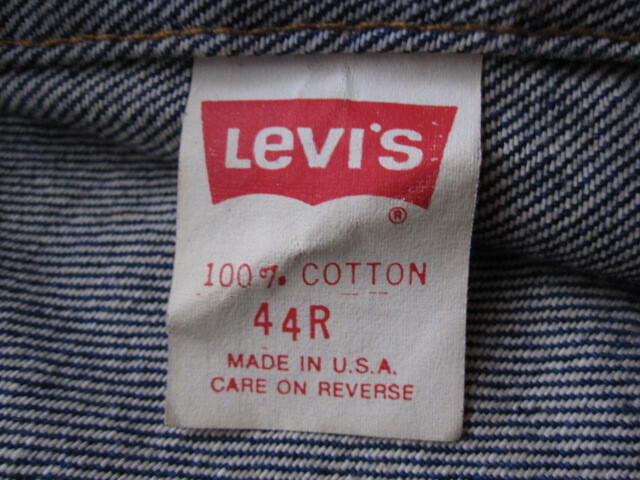 Levi's
®
100% COTTON
44R
MADE IN U.S.A.
CARE ON REVERSE